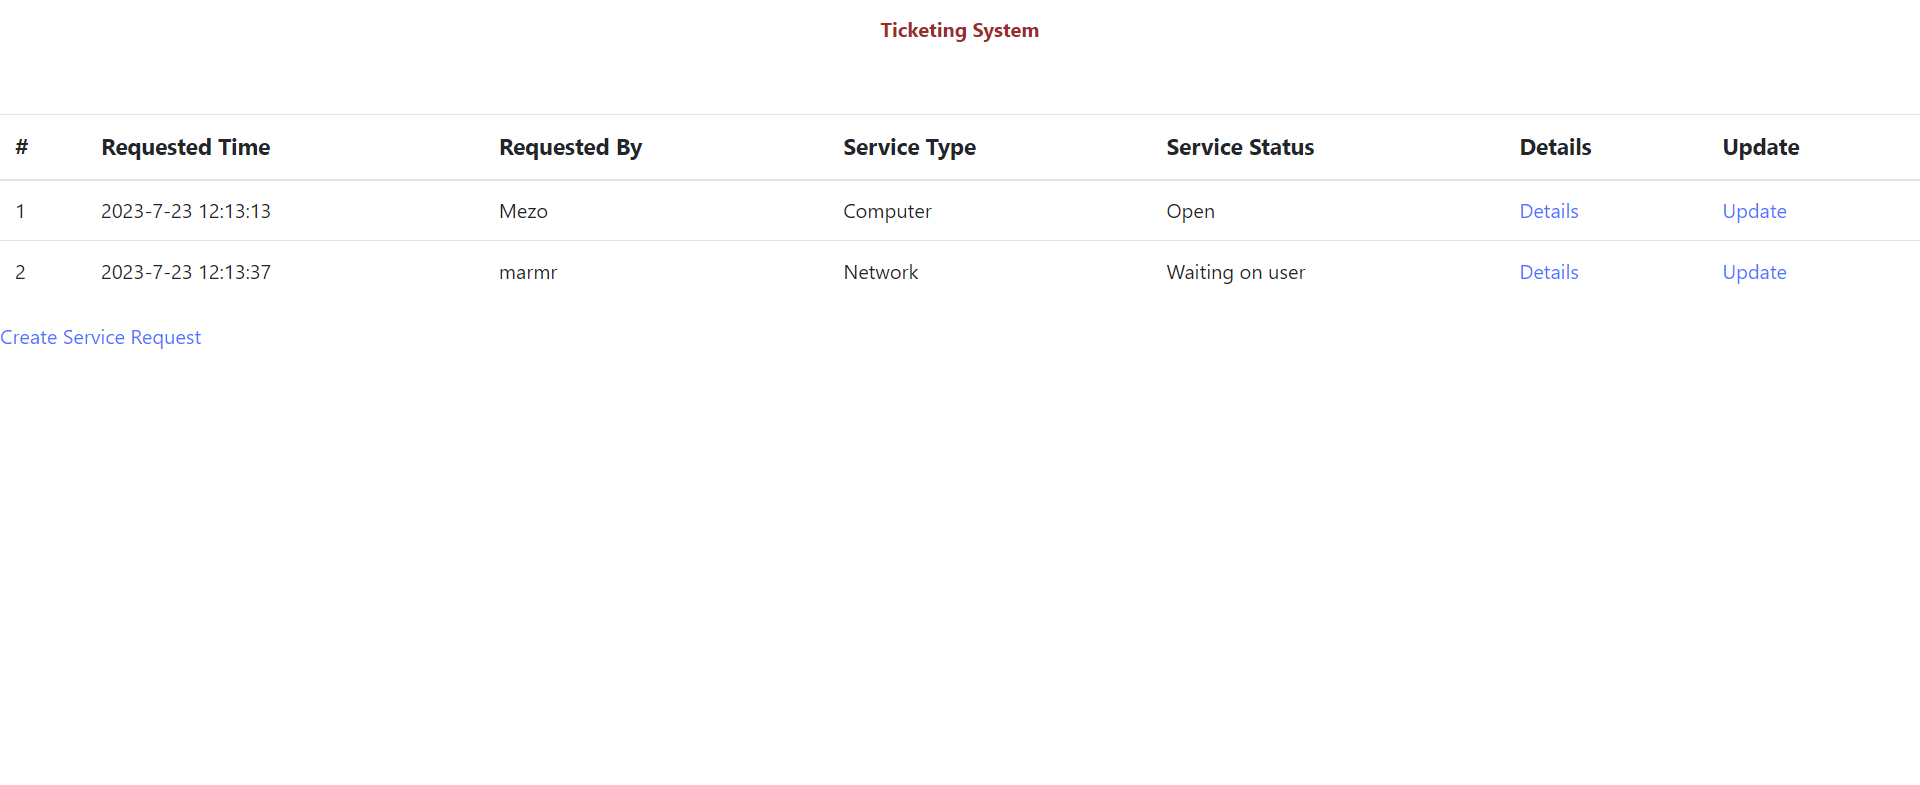 Ticketing System
# Requested Time Requested By Service Type Service Status Details Update
1 2023-7-23 12:13:13 Mezo Computer Open Details Update
2 2023-7-23 12:13:37 marmr Network Waiting on user Details Update
Create Service Request